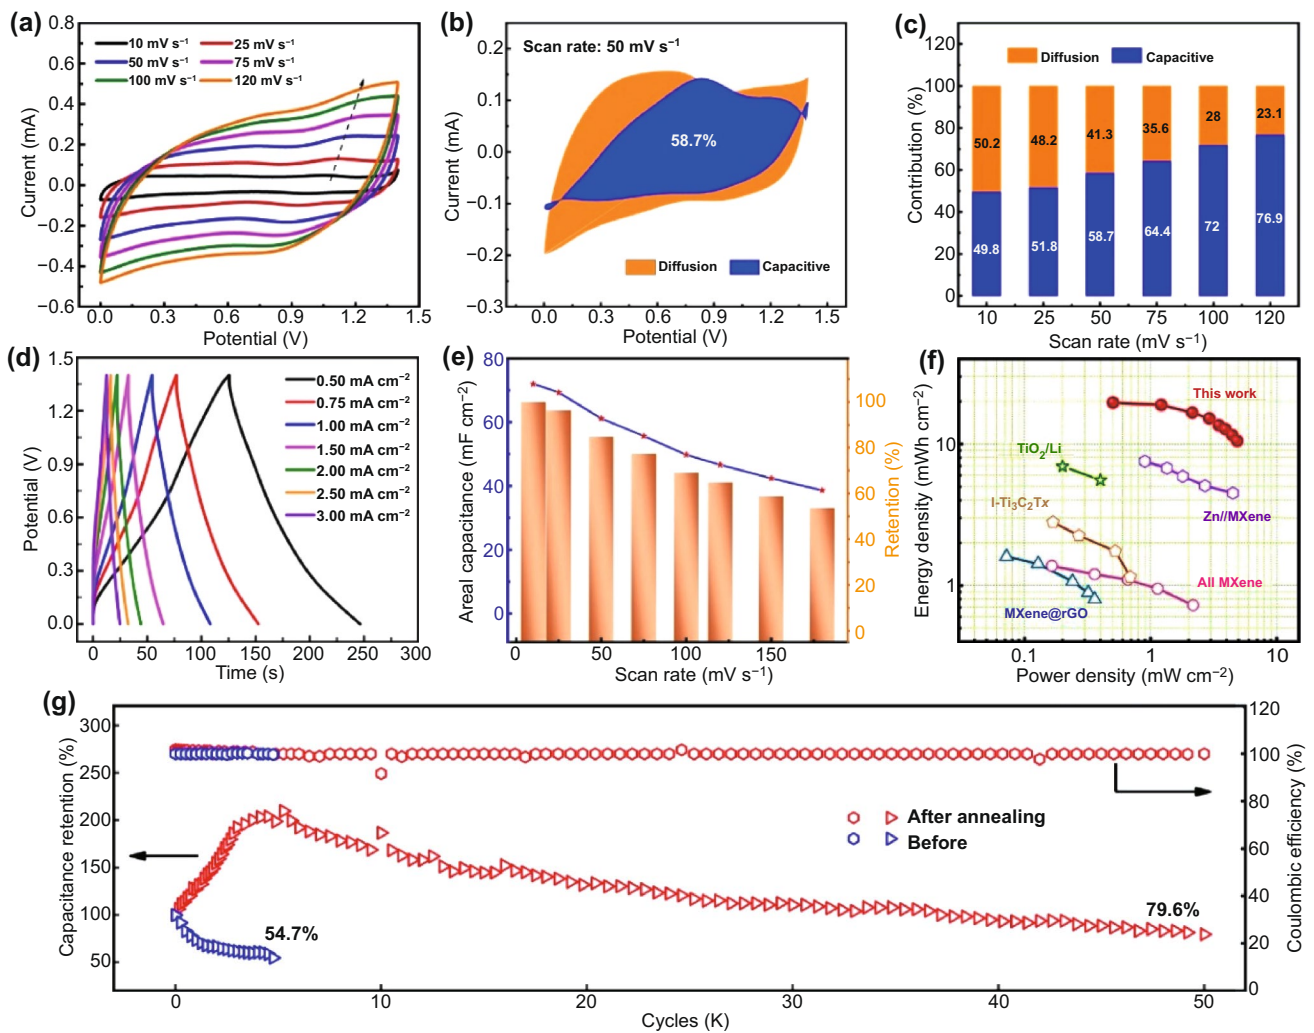 (a)
0.8
0.6
0.4
0.2
0.0
−0.2
−0.4
−0.6
Current (mA)
10 mV s⁻¹ 25 mV s⁻¹
50 mV s⁻¹ 75 mV s⁻¹
100 mV s⁻¹ 120 mV s⁻¹
0.0 0.3 0.6 0.9 1.2 1.5
Potential (V)
(b)
0.2
0.1
0.0
−0.1
−0.2
−0.3
Current (mA)
Scan rate: 50 mV s⁻¹
58.7%
Diffusion Capacitive
0.0 0.3 0.6 0.9 1.2 1.5
Potential (V)
(c)
120
100
80
60
40
20
0
Contribution (%)
Diffusion Capacitive
50.2 48.2 41.3 35.6 28 23.1
49.8 51.8 58.7 64.4 72 76.9
10 25 50 75 100 120
Scan rate (mV s⁻¹)
(d)
1.5
1.2
0.9
0.6
0.3
0.0
Potential (V)
0.50 mA cm⁻²
0.75 mA cm⁻²
1.00 mA cm⁻²
1.50 mA cm⁻²
2.00 mA cm⁻²
2.50 mA cm⁻²
3.00 mA cm⁻²
0 50 100 150 200 250 300
Time (s)
(e)
80
60
40
20
0
Areal capacitance (mF cm⁻²)
100
80
60
40
20
0
Retention (%)
0 50 100 150
Scan rate (mV s⁻¹)
(f)
10
1
Energy density (mWh cm⁻²)
This work
TiO₂/Li
Zn//MXene
I-Ti₃C₂Tx
All MXene
MXene@rGO
0.1 1 10
Power density (mW cm⁻²)
(g)
300
250
200
150
100
50
Capacitance retention (%)
120
100
80
60
40
20
0
Coulombic efficiency (%)
After annealing
Before
54.7%
79.6%
0 10 20 30 40 50
Cycles (K)